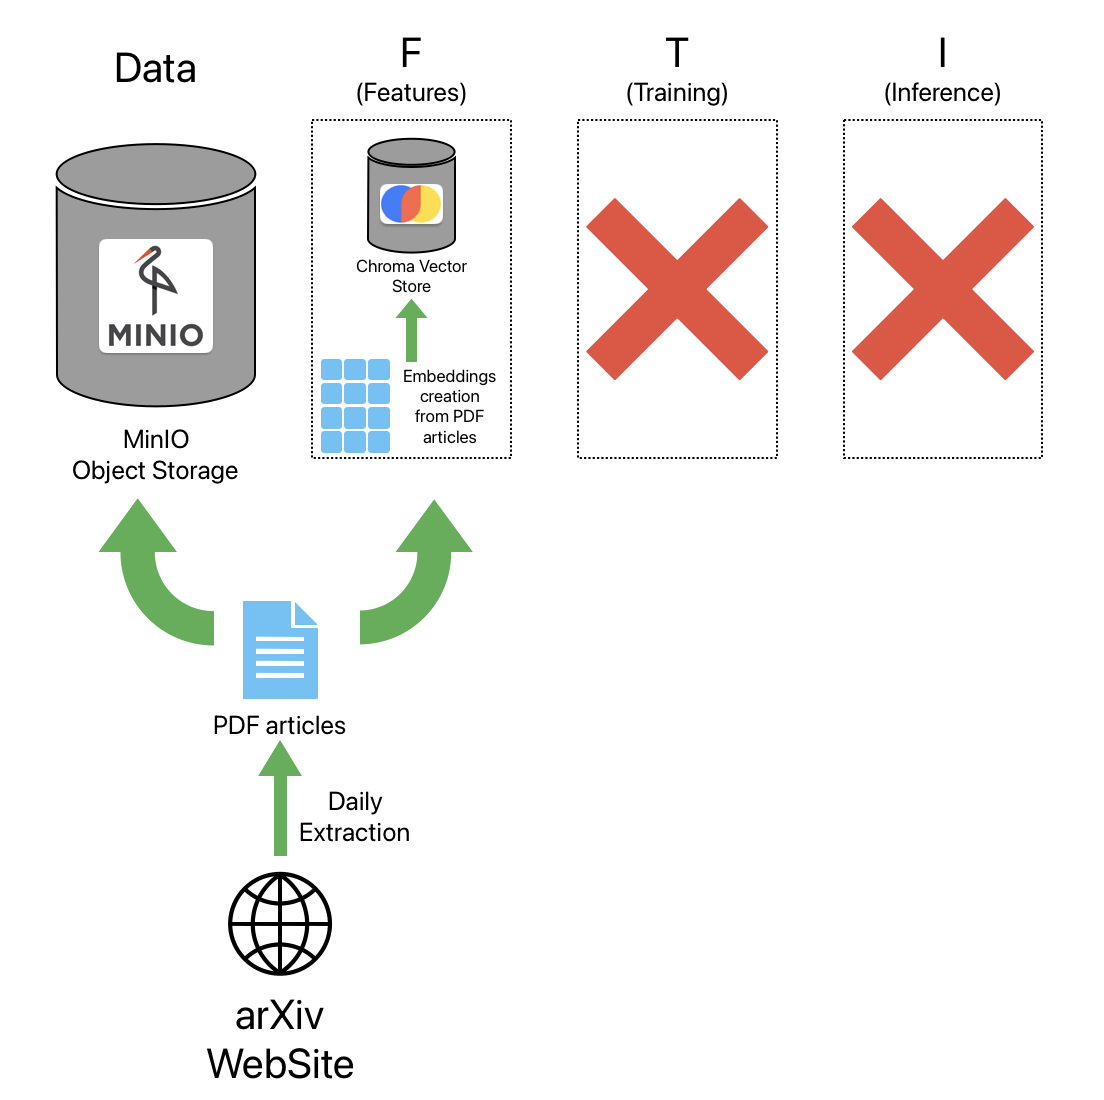 Data
F
(Features)
T
(Training)
I
(Inference)
MINIO
MinIO
Object Storage
Chroma Vector
Store
Embeddings
creation
from PDF
articles
PDF articles
Daily
Extraction
arXiv
WebSite